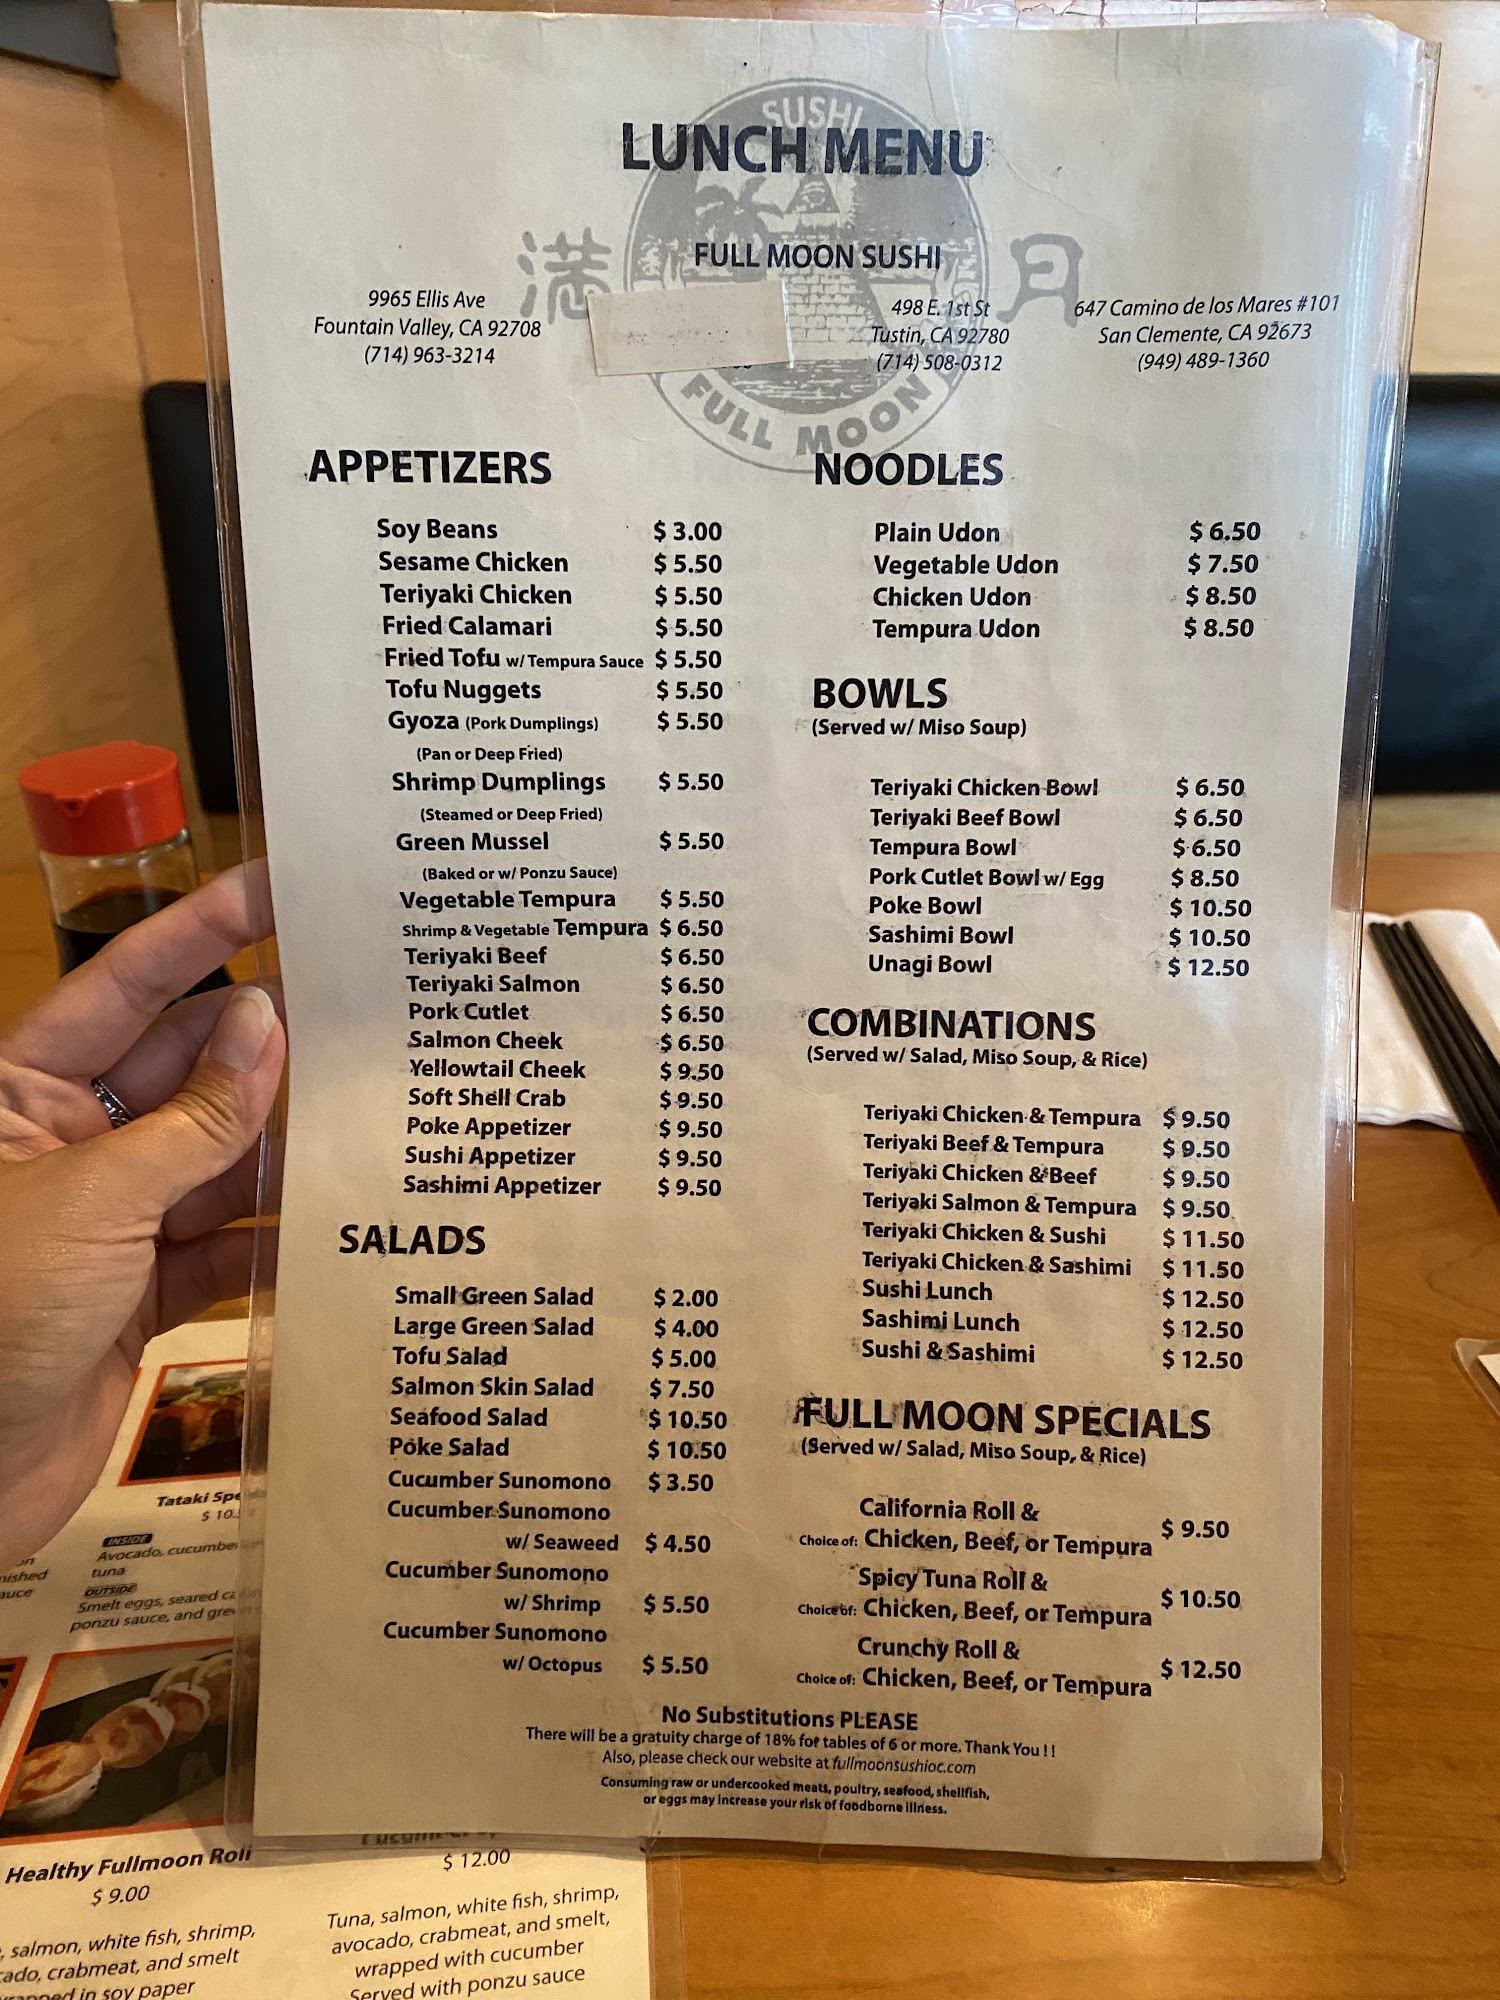 SUSHI
LUNCH MENU
満 月
FULL MOON SUSHI
9965 Ellis Ave
Fountain Valley, CA 92708
(714) 963-3214
498 E. 1st St
Tustin, CA 92780
(714) 508-0312
647 Camino de los Mares #101
San Clemente, CA 92673
(949) 489-1360
FULL MOON
APPETIZERS
Soy Beans $ 3.00
Sesame Chicken $ 5.50
Teriyaki Chicken $ 5.50
Fried Calamari $ 5.50
Fried Tofu w/ Tempura Sauce $ 5.50
Tofu Nuggets $ 5.50
Gyoza (Pork Dumplings) $ 5.50
(Pan or Deep Fried)
Shrimp Dumplings $ 5.50
(Steamed or Deep Fried)
Green Mussel $ 5.50
(Baked or w/ Ponzu Sauce)
Vegetable Tempura $ 5.50
Shrimp & Vegetable Tempura $ 6.50
Teriyaki Beef $ 6.50
Teriyaki Salmon $ 6.50
Pork Cutlet $ 6.50
Salmon Cheek $ 6.50
Yellowtail Cheek $ 9.50
Soft Shell Crab $ 9.50
Poke Appetizer $ 9.50
Sushi Appetizer $ 9.50
Sashimi Appetizer $ 9.50
SALADS
Small Green Salad $ 2.00
Large Green Salad $ 4.00
Tofu Salad $ 5.00
Salmon Skin Salad $ 7.50
Seafood Salad $ 10.50
Poke Salad $ 10.50
Cucumber Sunomono $ 3.50
Cucumber Sunomono
w/ Seaweed $ 4.50
Cucumber Sunomono
w/ Shrimp $ 5.50
Cucumber Sunomono
w/ Octopus $ 5.50
NOODLES
Plain Udon $ 6.50
Vegetable Udon $ 7.50
Chicken Udon $ 8.50
Tempura Udon $ 8.50
BOWLS
(Served w/ Miso Soup)
Teriyaki Chicken Bowl $ 6.50
Teriyaki Beef Bowl $ 6.50
Tempura Bowl $ 6.50
Pork Cutlet Bowl w/ Egg $ 8.50
Poke Bowl $ 10.50
Sashimi Bowl $ 10.50
Unagi Bowl $ 12.50
COMBINATIONS
(Served w/ Salad, Miso Soup, & Rice)
Teriyaki Chicken & Tempura $ 9.50
Teriyaki Beef & Tempura $ 9.50
Teriyaki Chicken & Beef $ 9.50
Teriyaki Salmon & Tempura $ 9.50
Teriyaki Chicken & Sushi $ 11.50
Teriyaki Chicken & Sashimi $ 11.50
Sushi Lunch $ 12.50
Sashimi Lunch $ 12.50
Sushi & Sashimi $ 12.50
FULL MOON SPECIALS
(Served w/ Salad, Miso Soup, & Rice)
California Roll &
Choice of: Chicken, Beef, or Tempura $ 9.50
Spicy Tuna Roll &
Choice of: Chicken, Beef, or Tempura $ 10.50
Crunchy Roll &
Choice of: Chicken, Beef, or Tempura $ 12.50
No Substitutions PLEASE
There will be a gratuity charge of 18% for tables of 6 or more. Thank You ! !
Also, please check our website at fullmoonsushioc.com
Consuming raw or undercooked meats, poultry, seafood, shellfish,
or eggs may increase your risk of foodborne illness.
Tataki
$ 10.
INSIDE
Avocado, cucumber
tuna
OUTSIDE
Smelt eggs, seared
ponzu sauce, and
Healthy Fullmoon Roll
$ 9.00
salmon, white fish, shrimp,
crabmeat, and smelt
in soy paper
$ 12.00
Tuna, salmon, white fish, shrimp,
avocado, crabmeat, and smelt,
wrapped with cucumber
Served with ponzu sauce